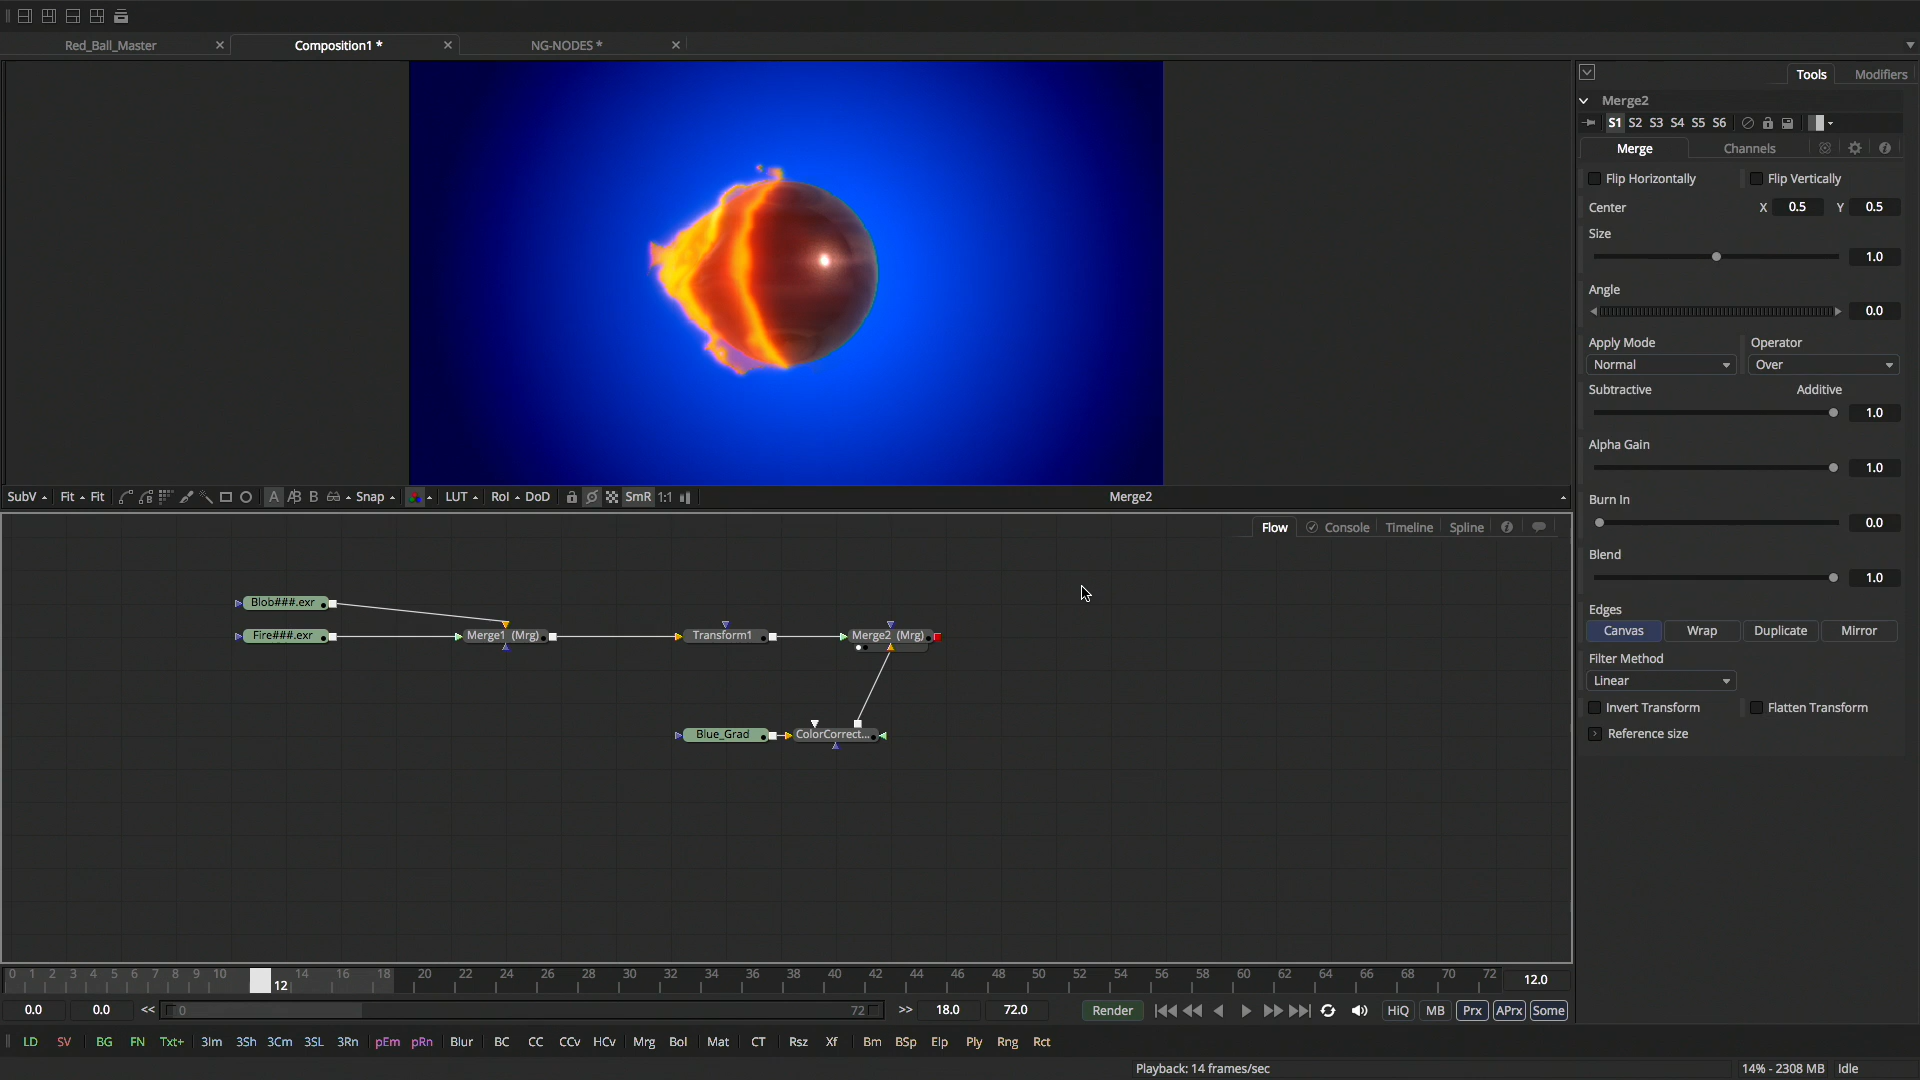 Red_Ball_Master
Composition1 *
NG-NODES *
Tools
Modifiers
Merge2
S1 S2 S3 S4 S5 S6
Merge
Channels
Flip Horizontally
Flip Vertically
Center
X 0.5
Y 0.5
Size
1.0
Angle
0.0
Apply Mode
Operator
Normal
Over
Subtractive
Additive
1.0
Alpha Gain
1.0
Burn In
0.0
Blend
1.0
Edges
Canvas
Wrap
Duplicate
Mirror
Filter Method
Linear
Invert Transform
Flatten Transform
Reference size
SubV Fit Fit A A|B B Snap LUT RoI DoD SmR 1:1 Merge2
Flow Console Timeline Spline
Blob###.exr
Fire###.exr
Merge1 (Mrg)
Transform1
Merge2 (Mrg)
Blue_Grad
ColorCorrect...
0 1 2 3 4 5 6 7 8 9 10 12 14 16 18 20 22 24 26 28 30 32 34 36 38 40 42 44 46 48 50 52 54 56 58 60 62 64 66 68 70 72 12.0
0.0 0.0 << 0 72 >> 18.0 72.0 Render HiQ MB Prx APrx Some
LD SV BG FN Txt+ 3Im 3Sh 3Cm 3SL 3Rn pEm pRn Blur BC CC CCv HCv Mrg Bol Mat CT Rsz Xf Bm BSp Elp Ply Rng Rct
Playback: 14 frames/sec
14% - 2308 MB Idle